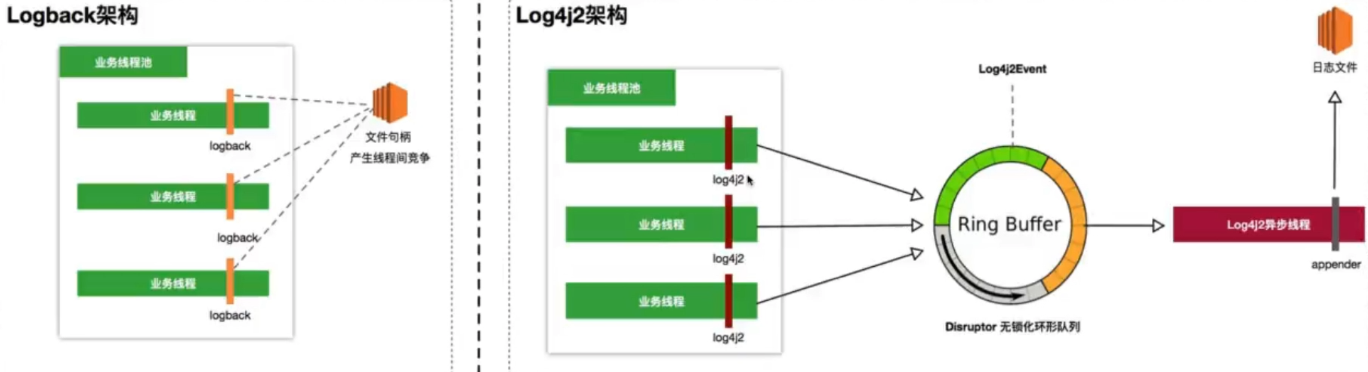 Logback架构
业务线程池
业务线程
logback
业务线程
logback
业务线程
logback
文件句柄
产生线程间竞争
Log4j2架构
业务线程池
业务线程
log4j2
业务线程
log4j2
业务线程
log4j2
Log4j2Event
Ring Buffer
Disruptor 无锁化环形队列
日志文件
Log4j2异步线程
appender